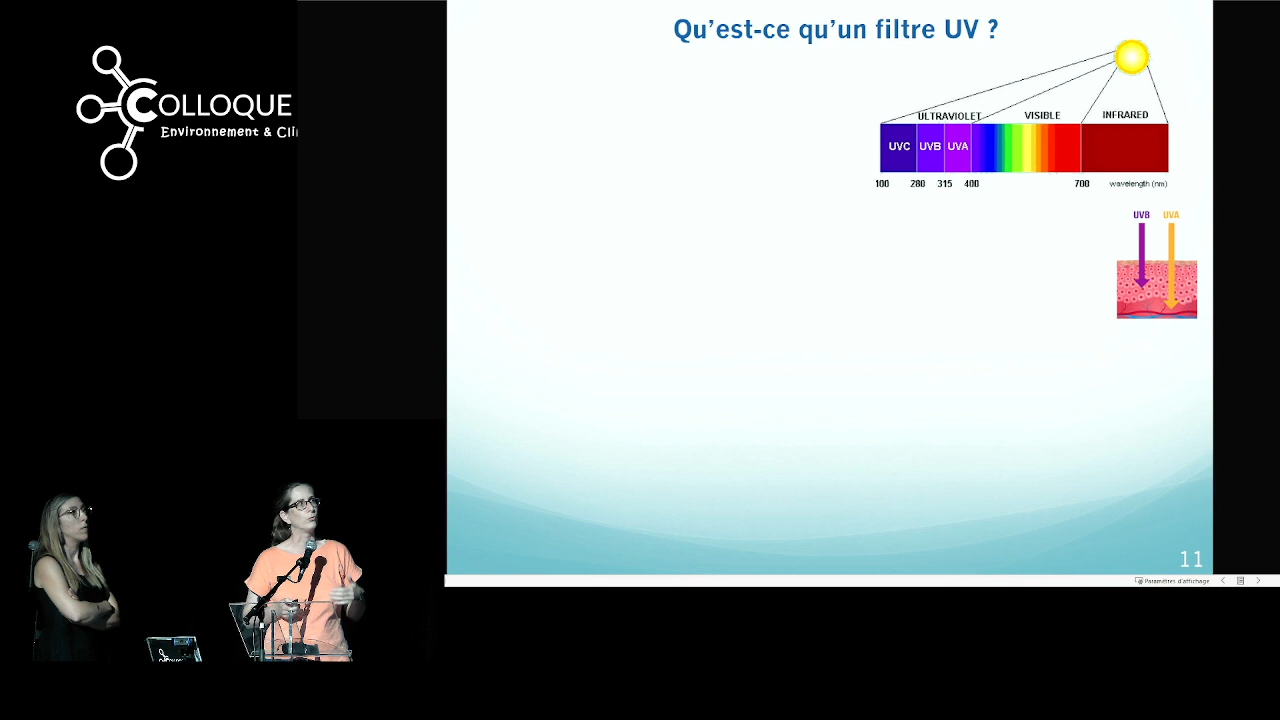 COLLOQUE
Environnement & Cli
Qu'est-ce qu'un filtre UV ?
ULTRAVIOLET VISIBLE INFRARED
UVC UVB UVA
100 280 315 400 700 wavelength (nm)
UVB UVA
11
Paramètres d'affichage